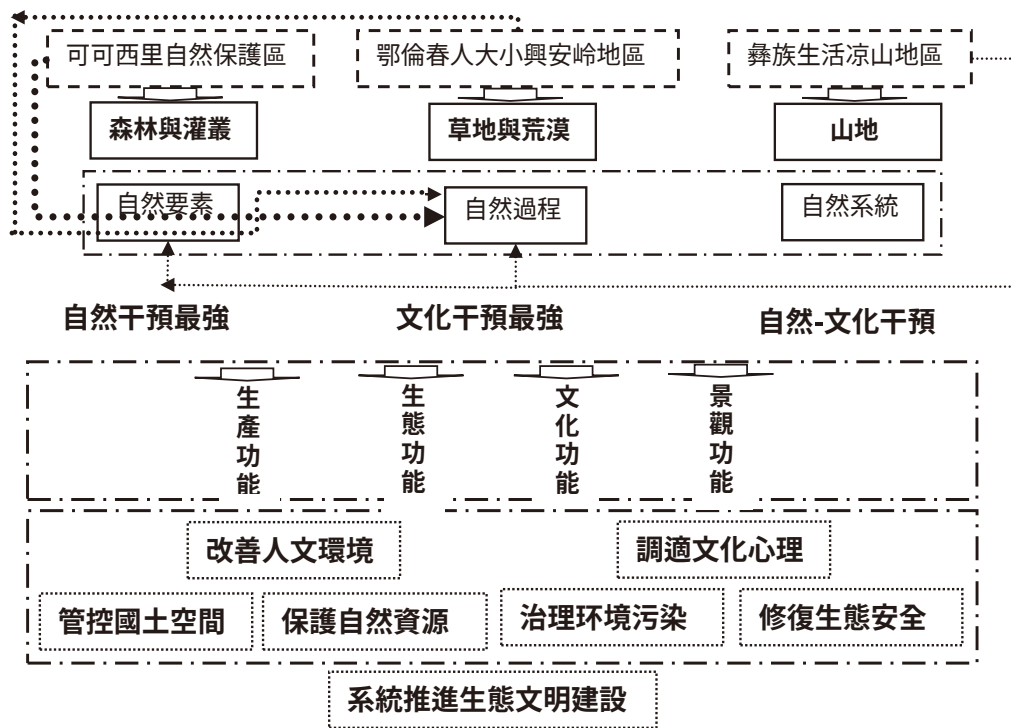 可可西里自然保護區
鄂倫春人大小興安岭地區
彝族生活凉山地區
森林與灌叢
草地與荒漠
山地
自然要素
自然過程
自然系統
自然干預最強
文化干預最強
自然-文化干預
生產功能
生態功能
文化功能
景觀功能
改善人文環境
調適文化心理
管控國土空間
保護自然資源
治理环境污染
修復生態安全
系統推進生態文明建設